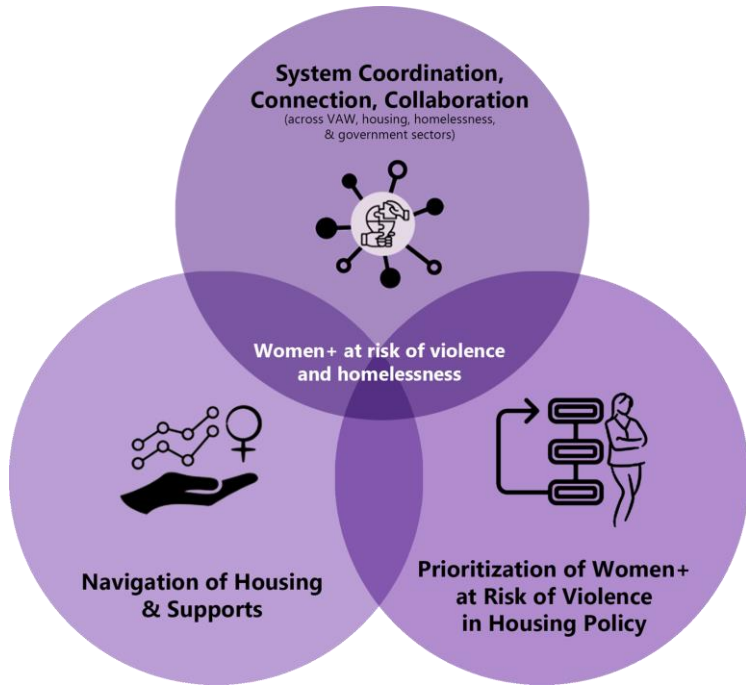 System Coordination,
Connection, Collaboration
(across VAW, housing, homelessness,
& government sectors)
Women+ at risk of violence
and homelessness
Navigation of Housing
& Supports
Prioritization of Women+
at Risk of Violence
in Housing Policy